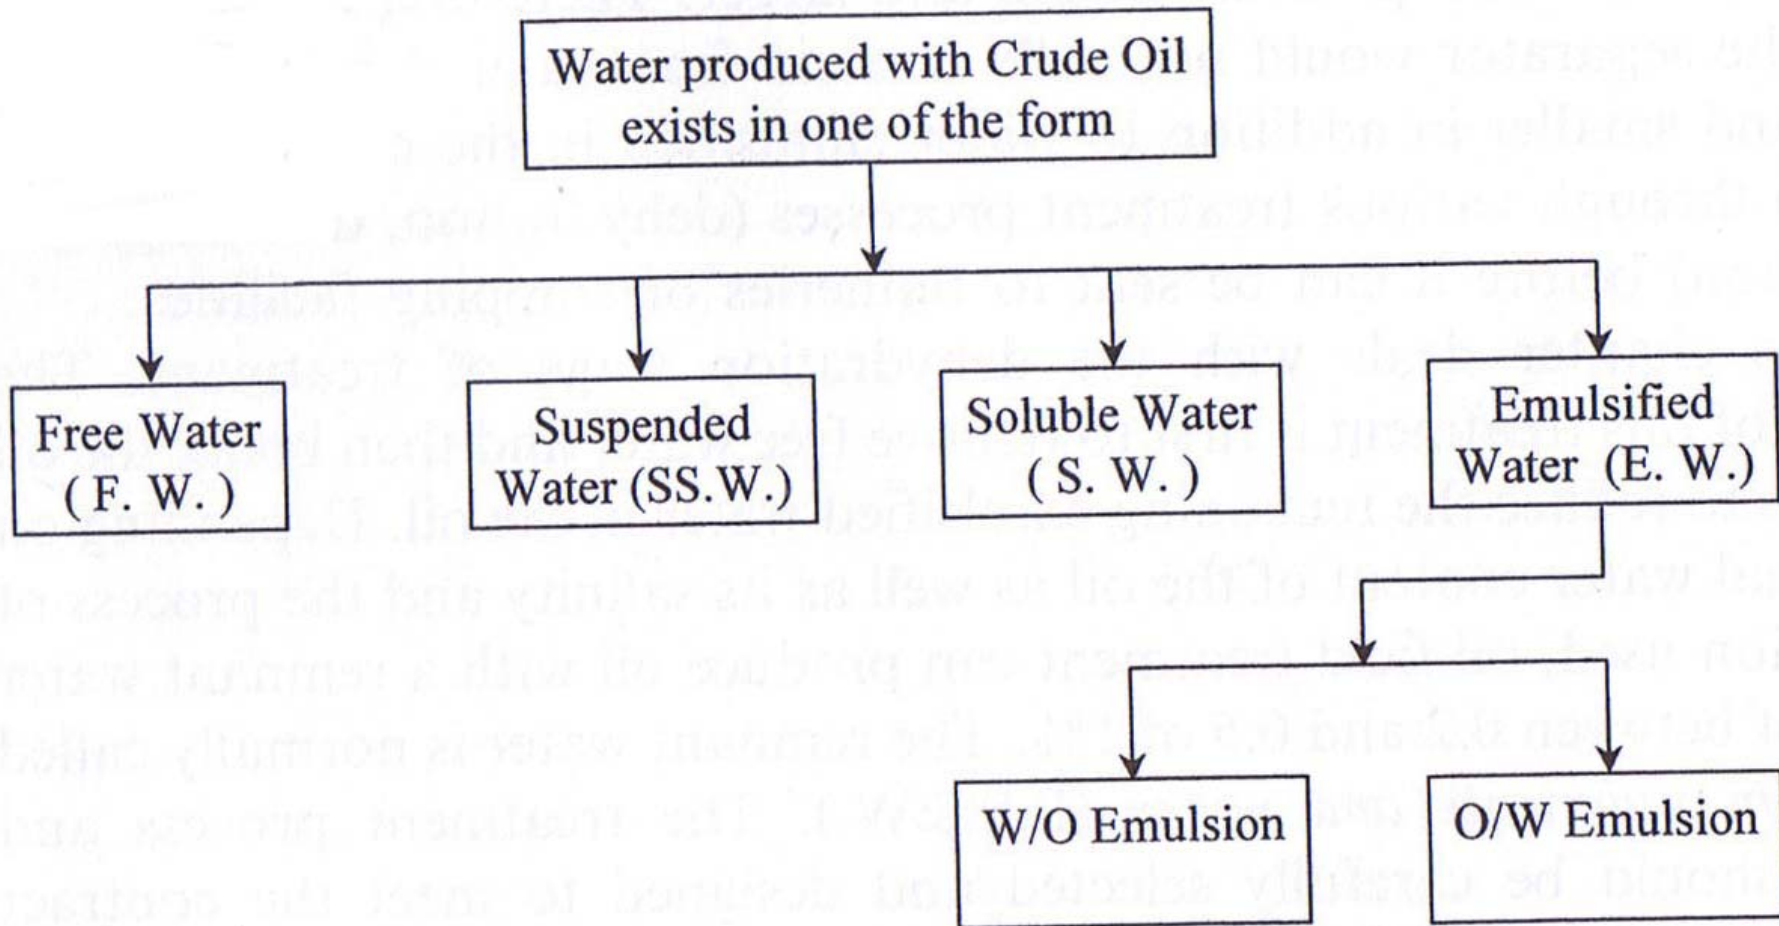 Water produced with Crude Oil
exists in one of the form
Free Water
( F. W. )
Suspended
Water (SS.W.)
Soluble Water
( S. W. )
Emulsified
Water (E. W.)
W/O Emulsion
O/W Emulsion